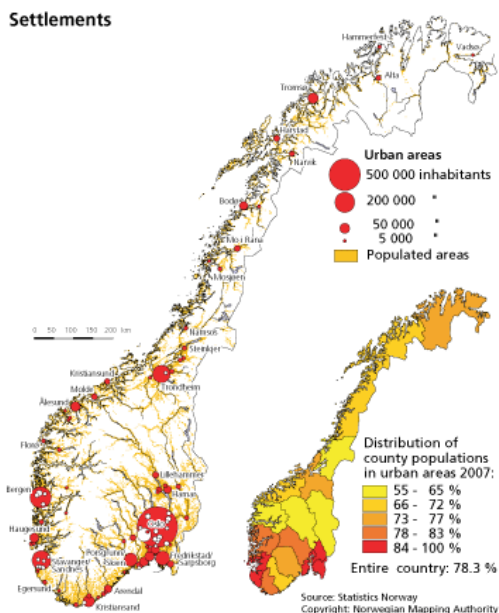 Settlements
Hammerfest
Vadsø
Alta
Tromsø
Harstad
Narvik
Urban areas
500 000 inhabitants
200 000 "
50 000 "
5 000 "
Populated areas
Bodø
Mo i Rana
Mosjøen
0 50 100 150 200 km
Namsos
Steinkjer
Kristiansund
Trondheim
Molde
Ålesund
Florø
Lillehammer
Hamar
Bergen
Oslo
Haugesund
Porsgrunn/
Skien
Fredrikstad/
Sarpsborg
Stavanger/
Sandnes
Egersund
Arendal
Kristiansand
Distribution of
county populations
in urban areas 2007:
55 - 65 %
66 - 72 %
73 - 77 %
78 - 83 %
84 - 100 %
Entire country: 78.3 %
Source: Statistics Norway
Copyright: Norwegian Mapping Authority